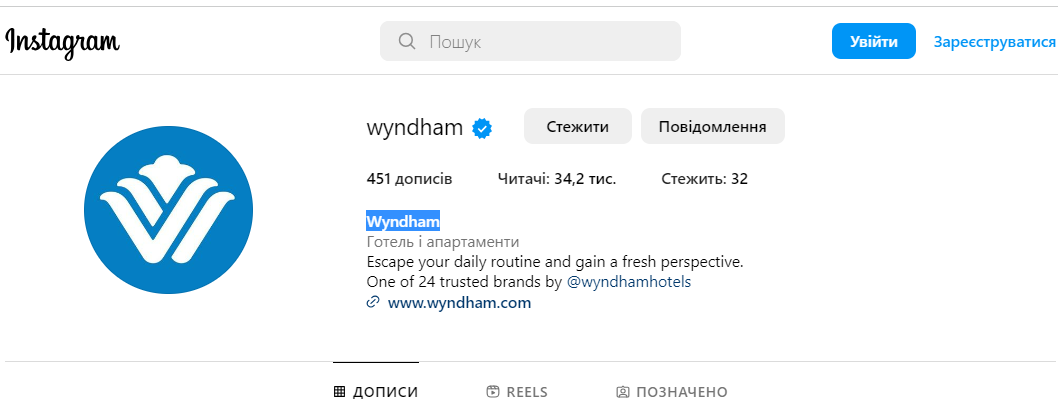 Instagram
Пошук
Увійти
Зареєструватися
wyndham
Стежити
Повідомлення
451 дописів
Читачі: 34,2 тис.
Стежить: 32
Wyndham
Готель і апартаменти
Escape your daily routine and gain a fresh perspective.
One of 24 trusted brands by @wyndhamhotels
www.wyndham.com
ДОПИСИ
REELS
ПОЗНАЧЕНО